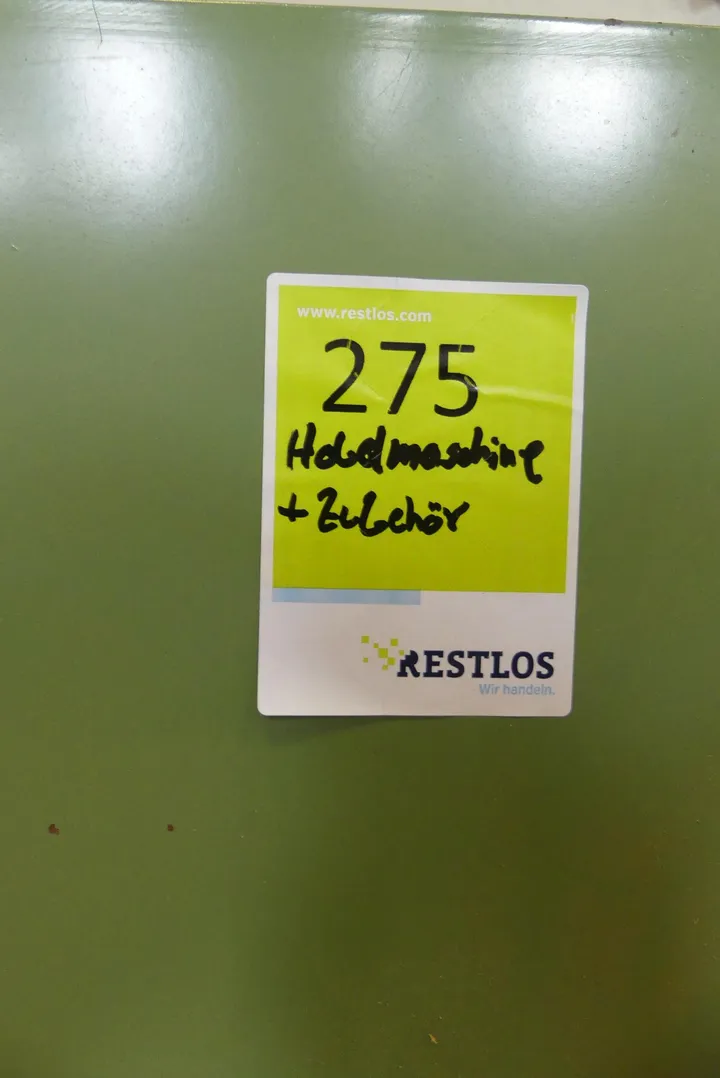 www.restlos.com
275
Hobelmaschine
+ Zubehör
RESTLOS
Wir handeln.